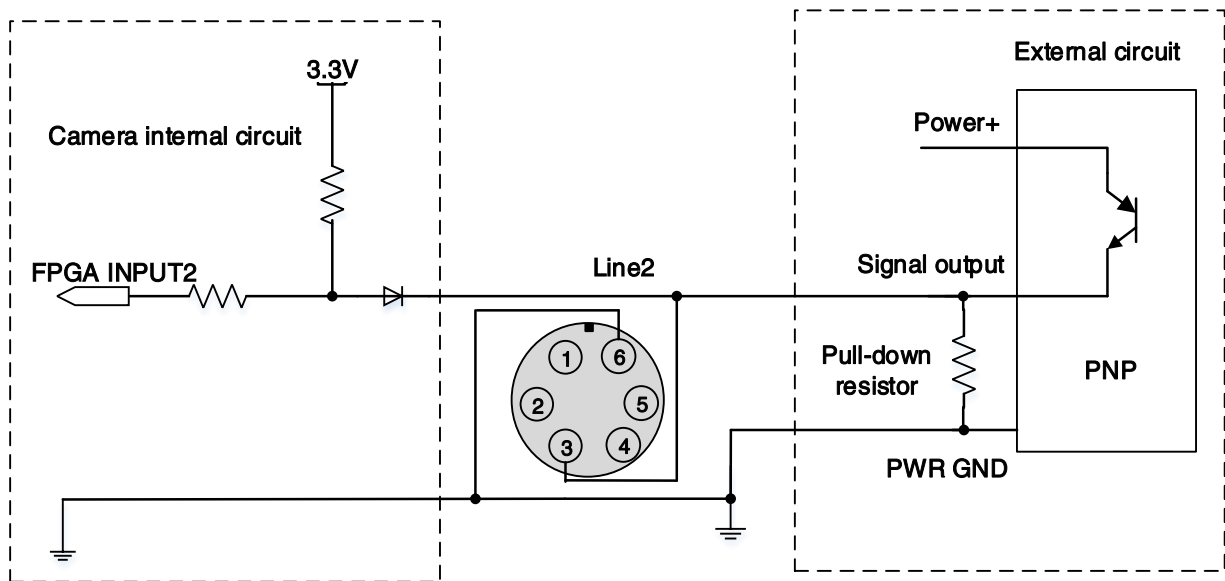 External circuit
3.3V
Power+
Camera internal circuit
FPGA INPUT2
Line2
Signal output
1
6
Pull-down
resistor
PNP
2
5
3
4
PWR GND